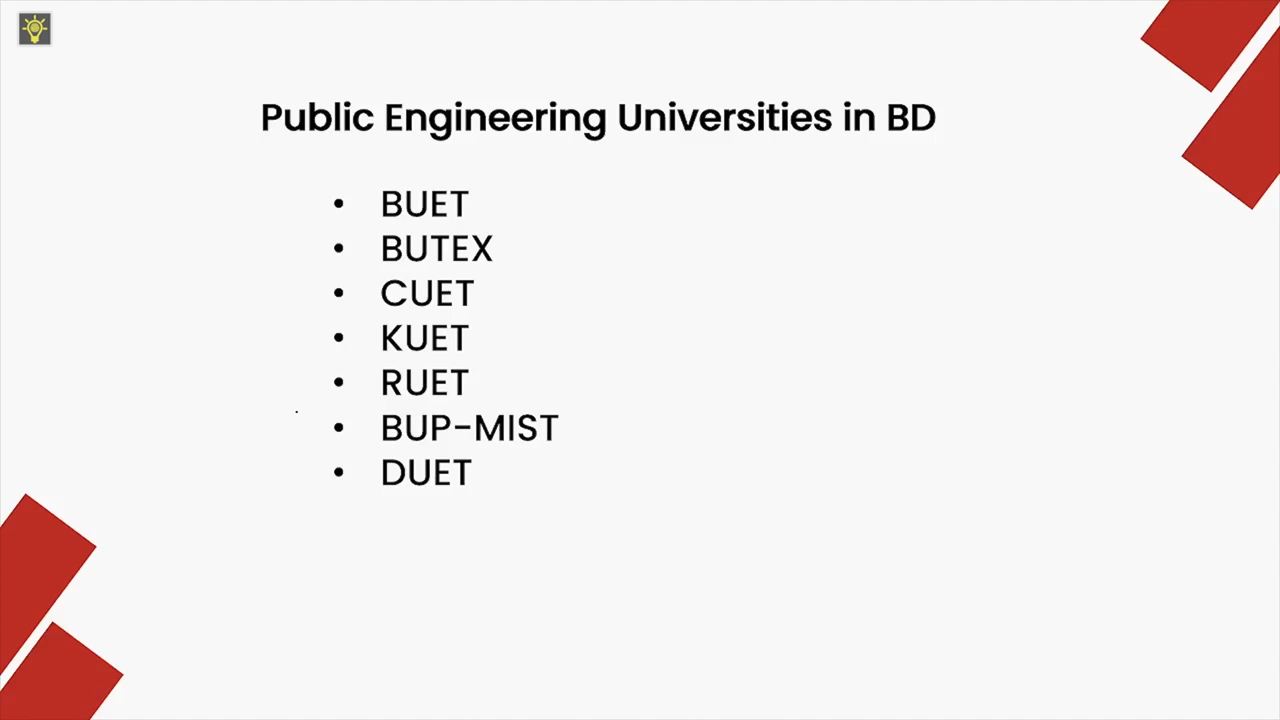 Public Engineering Universities in BD
• BUET
• BUTEX
• CUET
• KUET
• RUET
• BUP-MIST
• DUET